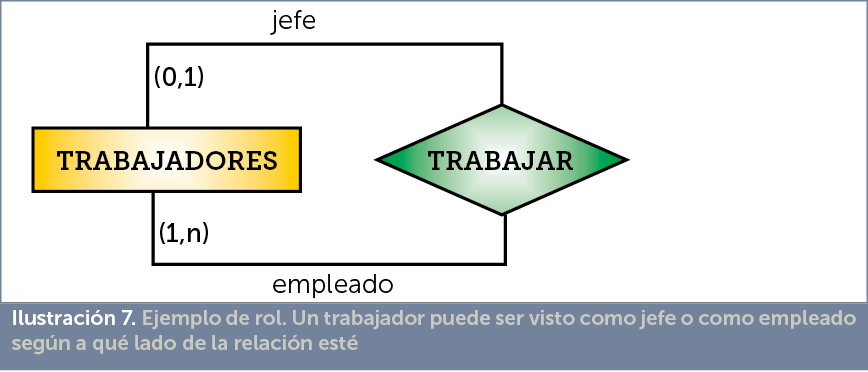 jefe
(0,1)
TRABAJADORES
TRABAJAR
(1,n)
empleado
Ilustración 7. Ejemplo de rol. Un trabajador puede ser visto como jefe o como empleado
según a qué lado de la relación esté